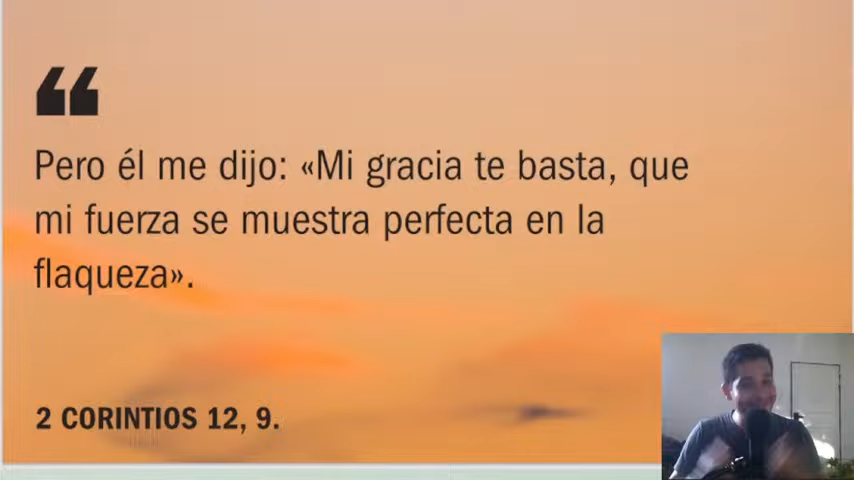 “
Pero él me dijo: «Mi gracia te basta, que
mi fuerza se muestra perfecta en la
flaqueza».
2 CORINTIOS 12, 9.